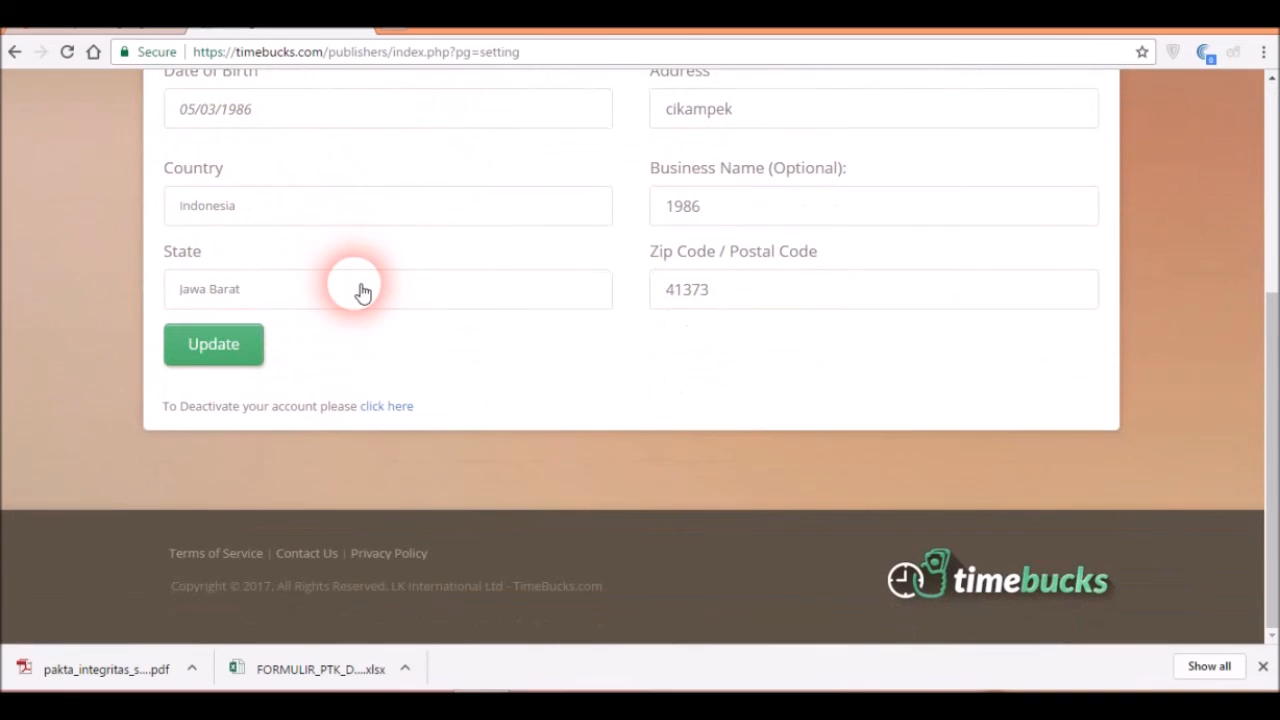 Secure https://timebucks.com/publishers/index.php?pg=setting
Date of Birth Address
05/03/1986 cikampek
Country Business Name (Optional):
Indonesia 1986
State Zip Code / Postal Code
Jawa Barat 41373
Update
To Deactivate your account please click here
Terms of Service | Contact Us | Privacy Policy
Copyright © 2017, All Rights Reserved. LK International Ltd - TimeBucks.com
timebucks
pakta_integritas_s....pdf FORMULIR_PTK_D....xlsx Show all